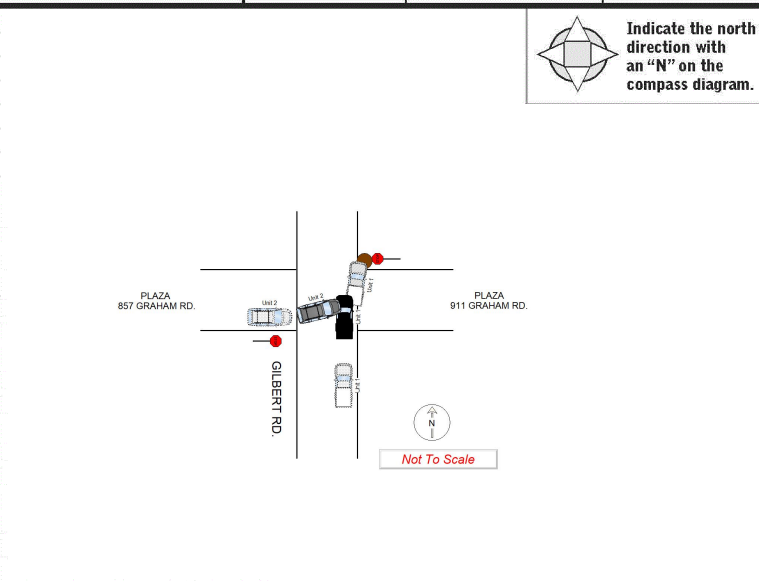 Indicate the north
direction with
an “N” on the
compass diagram.
PLAZA
857 GRAHAM RD.
PLAZA
911 GRAHAM RD.
Unit 2
Unit 2
Unit 1
Unit 1
Unit 1
GILBERT RD.
N
Not To Scale